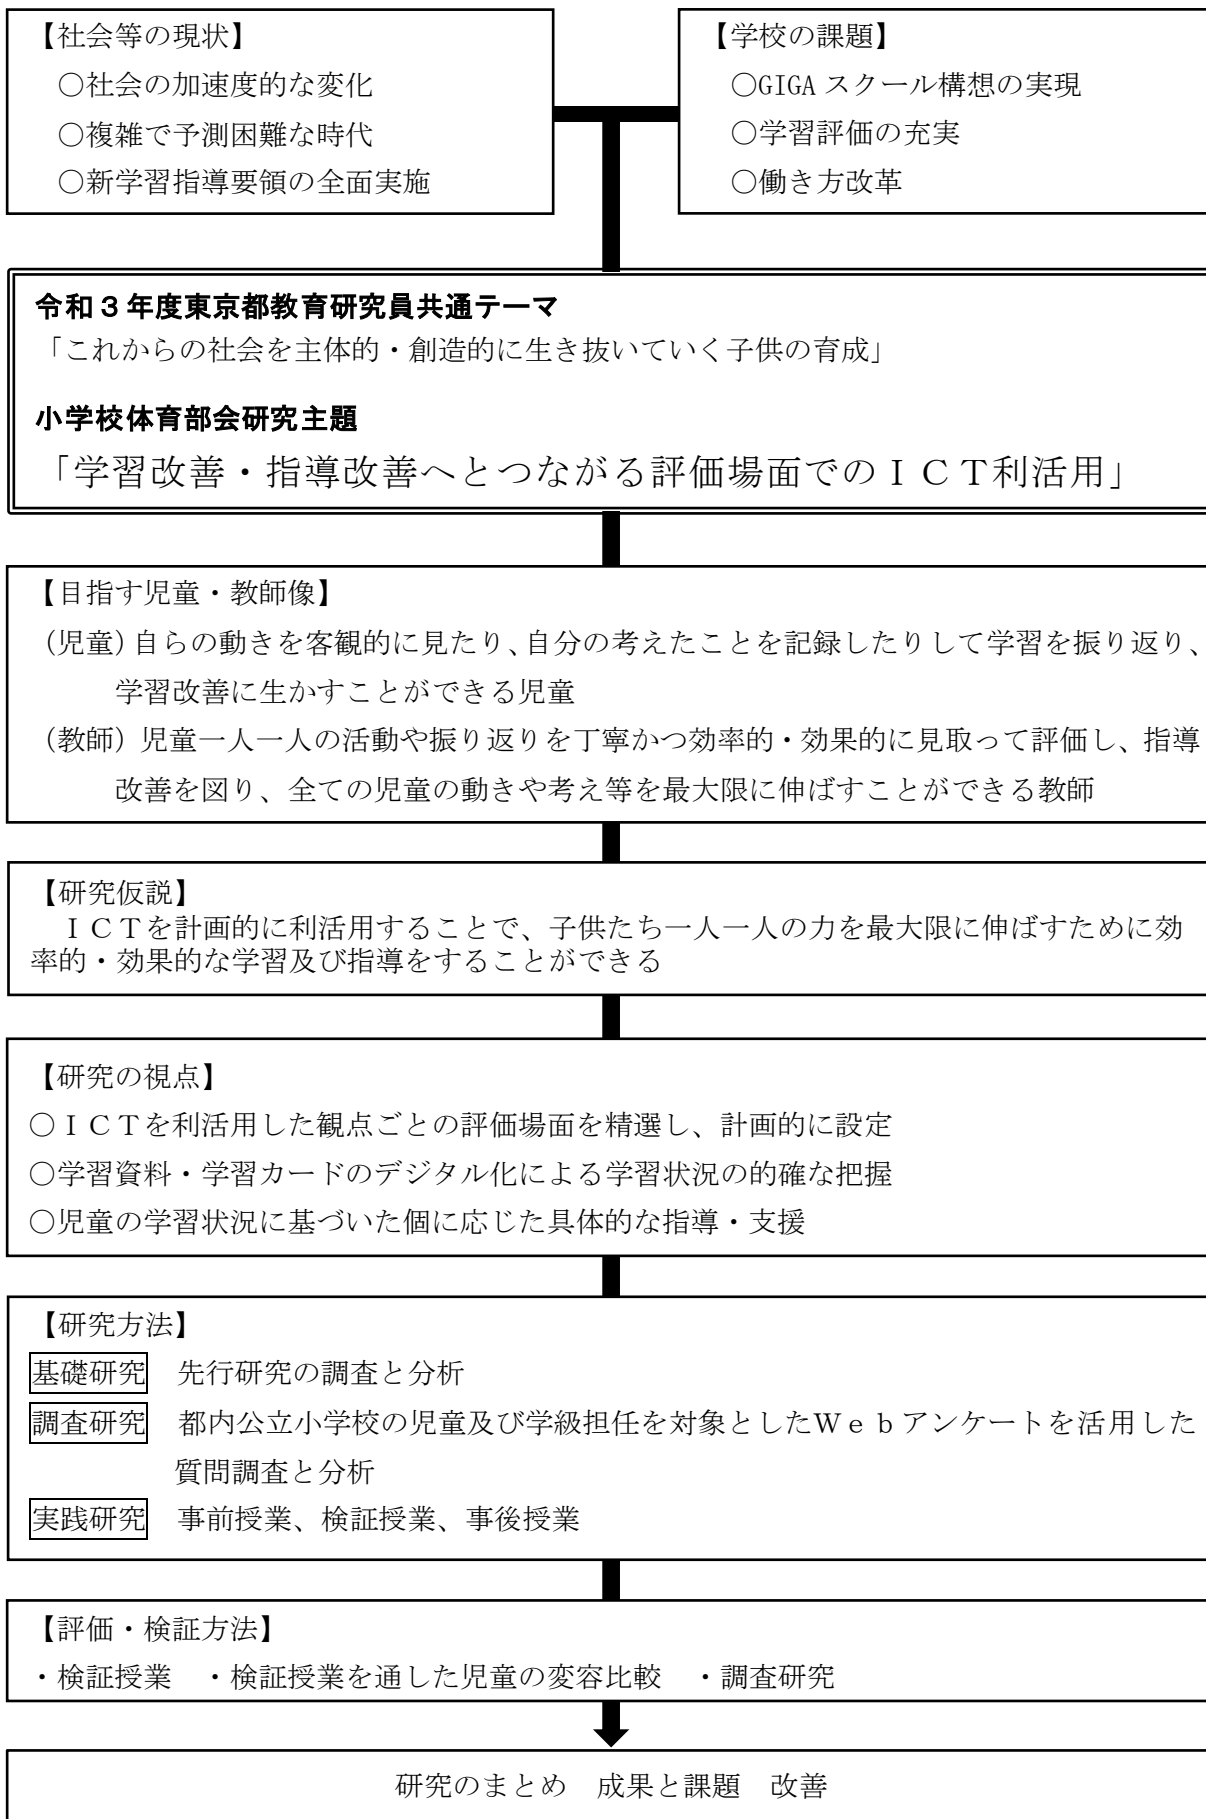 【社会等の現状】
○社会の加速度的な変化
○複雑で予測困難な時代
○新学習指導要領の全面実施
【学校の課題】
○GIGA スクール構想の実現
○学習評価の充実
○働き方改革
令和３年度東京都教育研究員共通テーマ
「これからの社会を主体的・創造的に生き抜いていく子供の育成」
小学校体育部会研究主題
「学習改善・指導改善へとつながる評価場面でのＩＣＴ利活用」
【目指す児童・教師像】
（児童）自らの動きを客観的に見たり、自分の考えたことを記録したりして学習を振り返り、
学習改善に生かすことができる児童
（教師）児童一人一人の活動や振り返りを丁寧かつ効率的・効果的に見取って評価し、指導
改善を図り、全ての児童の動きや考え等を最大限に伸ばすことができる教師
【研究仮説】
ＩＣＴを計画的に利活用することで、子供たち一人一人の力を最大限に伸ばすために効
率的・効果的な学習及び指導をすることができる
【研究の視点】
○ＩＣＴを利活用した観点ごとの評価場面を精選し、計画的に設定
○学習資料・学習カードのデジタル化による学習状況の的確な把握
○児童の学習状況に基づいた個に応じた具体的な指導・支援
【研究方法】
基礎研究　先行研究の調査と分析
調査研究　都内公立小学校の児童及び学級担任を対象としたＷｅｂアンケートを活用した
質問調査と分析
実践研究　事前授業、検証授業、事後授業
【評価・検証方法】
・検証授業　・検証授業を通した児童の変容比較　・調査研究
研究のまとめ　成果と課題　改善